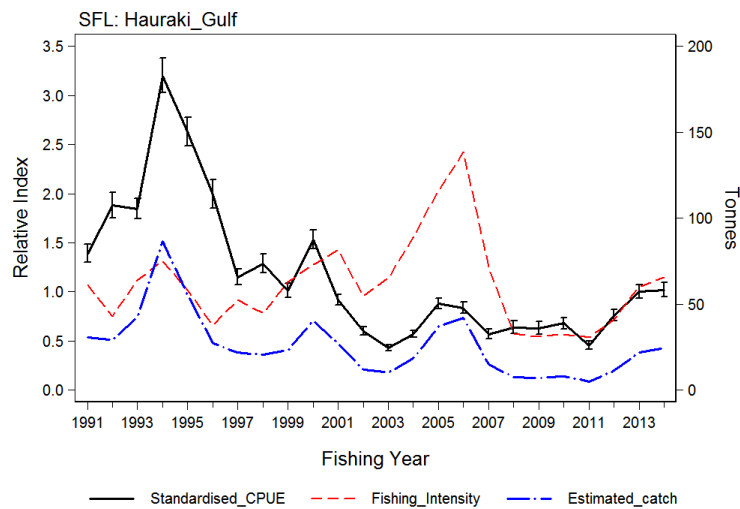 SFL: Hauraki_Gulf
3.5
3.0
2.5
2.0
1.5
1.0
0.5
0.0
Relative Index
200
150
100
50
0
Tonnes
1991 1993 1995 1997 1999 2001 2003 2005 2007 2009 2011 2013
Fishing Year
Standardised_CPUE Fishing_Intensity Estimated_catch